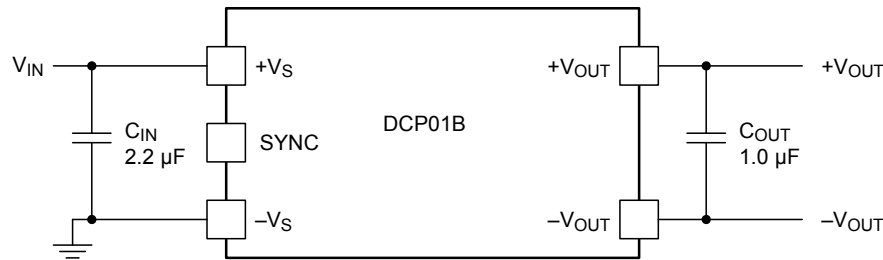 VIN
+VS
+VOUT
+VOUT
CIN
2.2 µF
SYNC
DCP01B
COUT
1.0 µF
–VS
–VOUT
–VOUT